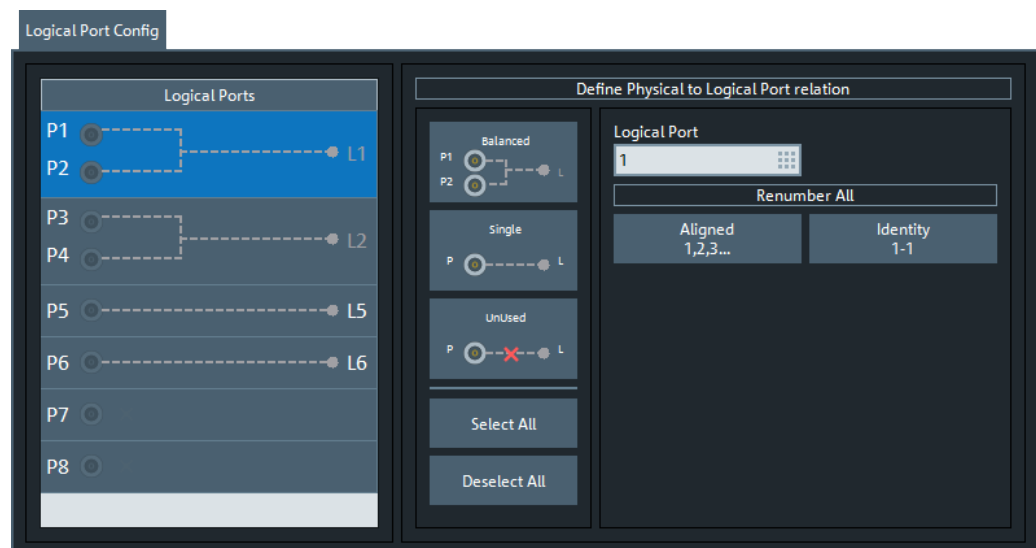 Logical Port Config
Logical Ports
P1
P2
L1
P3
P4
L2
P5
L5
P6
L6
P7
P8
Define Physical to Logical Port relation
Balanced
P1
P2
L
Single
P
L
UnUsed
P
L
Select All
Deselect All
Logical Port
1
Renumber All
Aligned
1,2,3...
Identity
1-1